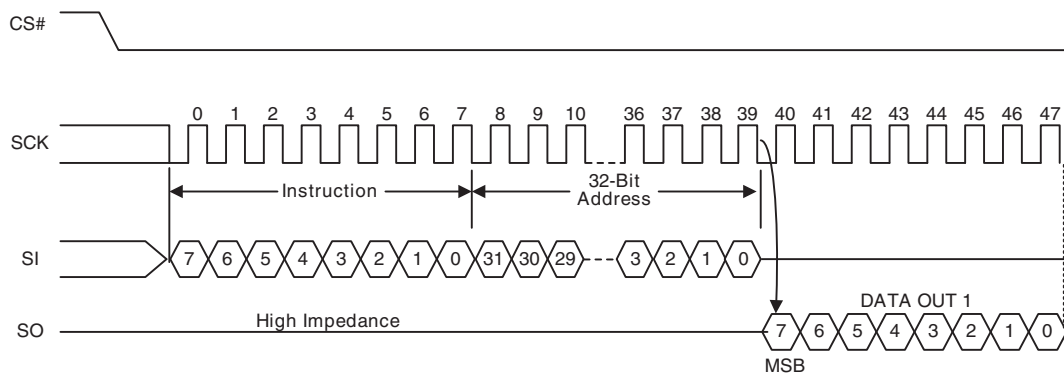 CS#
0 1 2 3 4 5 6 7 8 9 10 36 37 38 39 40 41 42 43 44 45 46 47
SCK
Instruction
32-Bit
Address
SI
7 6 5 4 3 2 1 0 31 30 29 3 2 1 0
DATA OUT 1
High Impedance
SO
7 6 5 4 3 2 1 0
MSB